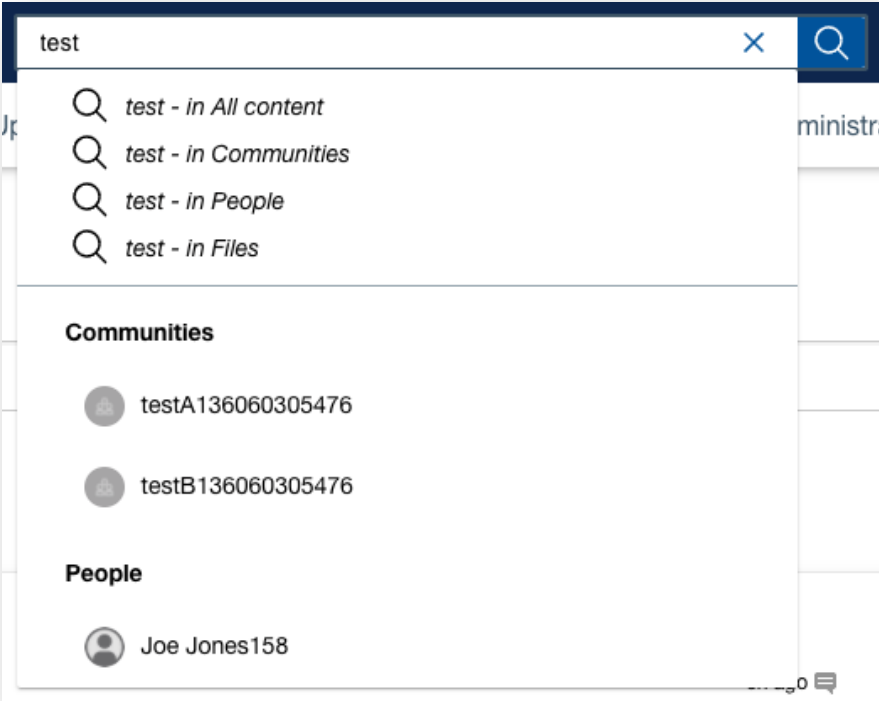 test
test - in All content
test - in Communities
test - in People
test - in Files
Communities
testA136060305476
testB136060305476
People
Joe Jones158